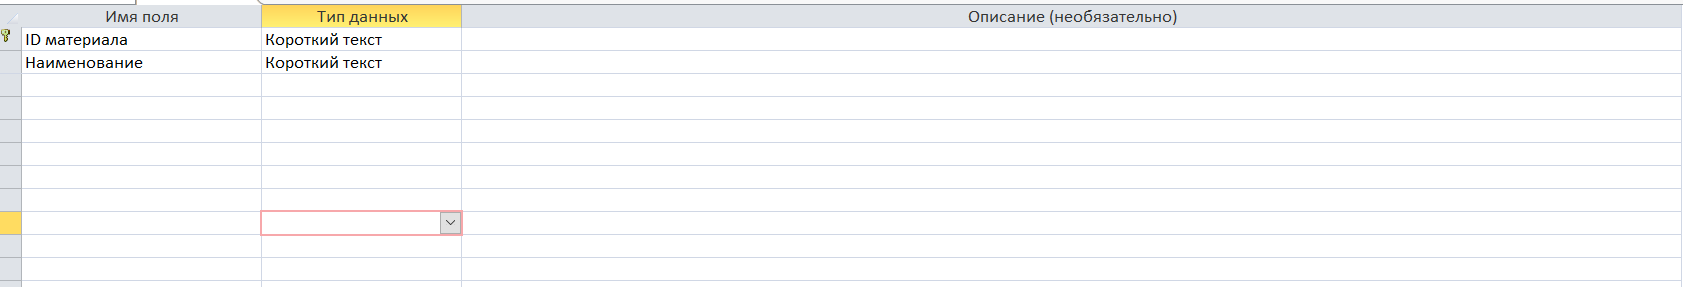 Имя поля Тип данных Описание (необязательно)
ID материала Короткий текст
Наименование Короткий текст